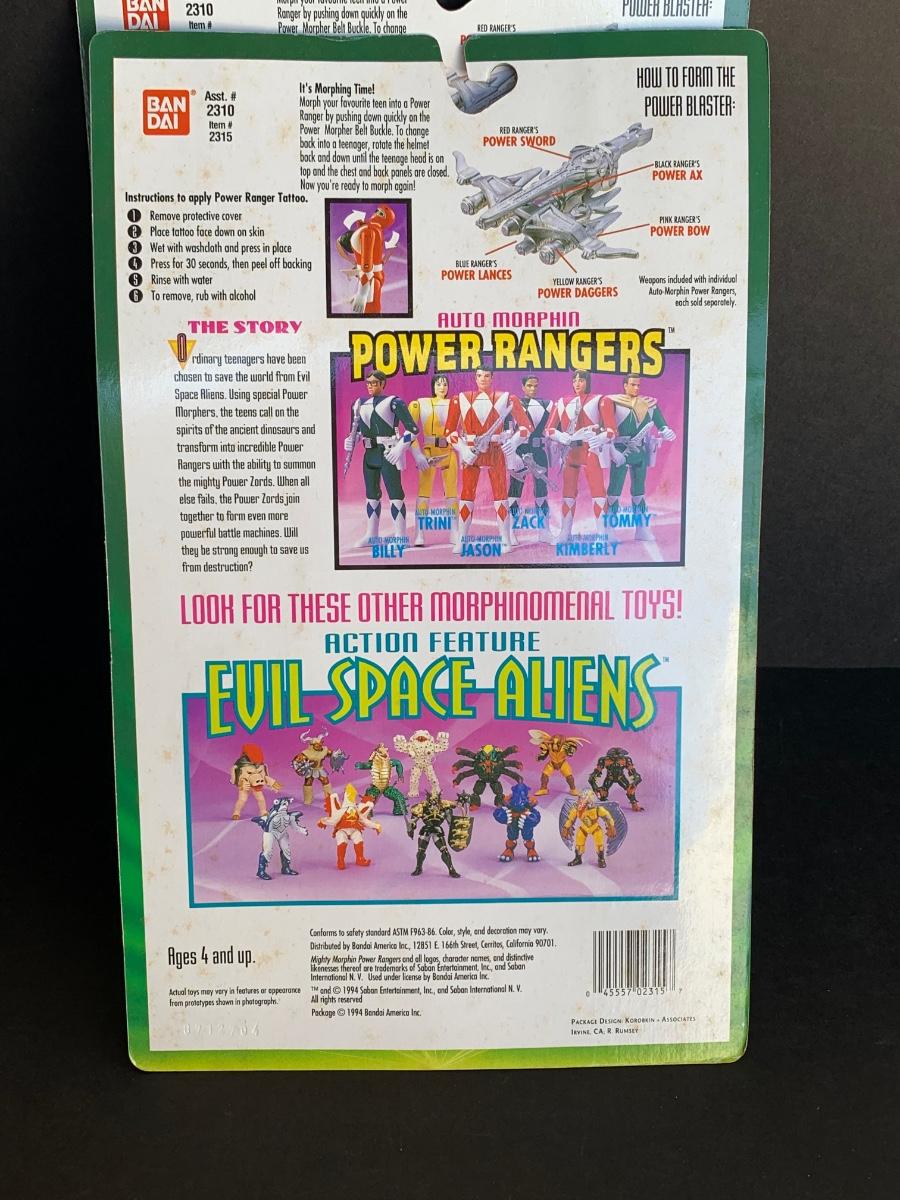 BAN
DAI
2310
Item #
Ranger by pushing down quickly on the
Power Morpher Belt Buckle. To change
RED RANGER'S
POWER BLASTER:
BAN
DAI
®
Asst. #
2310
Item #
2315
It's Morphing Time!
Morph your favourite teen into a Power
Ranger by pushing down quickly on the
Power Morpher Belt Buckle. To change
back into a teenager, rotate the helmet
back and down until the teenage head is on
top and the chest and back panels are closed.
Now you're ready to morph again!
HOW TO FORM THE
POWER BLASTER:
RED RANGER'S
POWER SWORD
BLACK RANGER'S
POWER AX
PINK RANGER'S
POWER BOW
BLUE RANGER'S
POWER LANCES
YELLOW RANGER'S
POWER DAGGERS
Weapons included with individual
Auto-Morphin Power Rangers,
each sold separately.
Instructions to apply Power Ranger Tattoo.
1 Remove protective cover
2 Place tattoo face down on skin
3 Wet with washcloth and press in place
4 Press for 30 seconds, then peel off backing
5 Rinse with water
6 To remove, rub with alcohol
THE STORY
Ordinary teenagers have been
chosen to save the world from Evil
Space Aliens. Using special Power
Morphers, the teens call on the
spirits of the ancient dinosaurs and
transform into incredible Power
Rangers with the ability to summon
the mighty Power Zords. When all
else fails, the Power Zords join
together to form even more
powerful battle machines. Will
they be strong enough to save us
from destruction?
AUTO MORPHIN
POWER RANGERS™
AUTO-MORPHIN
TRINI
AUTO-MORPHIN
ZACK
AUTO-MORPHIN
TOMMY
AUTO-MORPHIN
BILLY
AUTO-MORPHIN
JASON
AUTO-MORPHIN
KIMBERLY
LOOK FOR THESE OTHER MORPHINOMENAL TOYS!
ACTION FEATURE
EVIL SPACE ALIENS™
Ages 4 and up.
Actual toys may vary in features or appearance
from prototypes shown in photographs.
Conforms to safety standard ASTM F963-86. Color, style, and decoration may vary.
Distributed by Bandai America Inc., 12851 E. 166th Street, Cerritos, California 90701.
Mighty Morphin Power Rangers and all logos, character names, and distinctive
likenesses thereof are trademarks of Saban Entertainment, Inc., and Saban
International N. V. Used under license by Bandai America Inc.
™ and © 1994 Saban Entertainment, Inc., and Saban International N. V.
All rights reserved
Package © 1994 Bandai America Inc.
0 45557 02315 7
PACKAGE DESIGN: KOROBKIN + ASSOCIATES
IRVINE, CA, R. RUMSEY